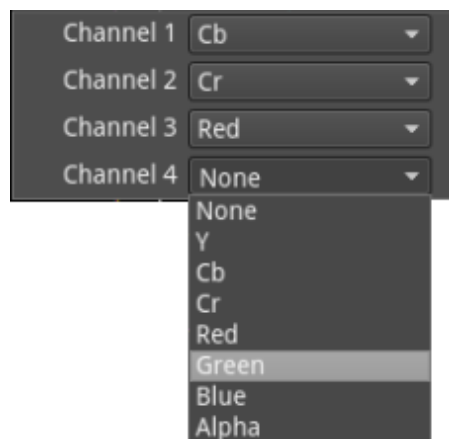 Channel 1 Cb
Channel 2 Cr
Channel 3 Red
Channel 4 None
None
Y
Cb
Cr
Red
Green
Blue
Alpha